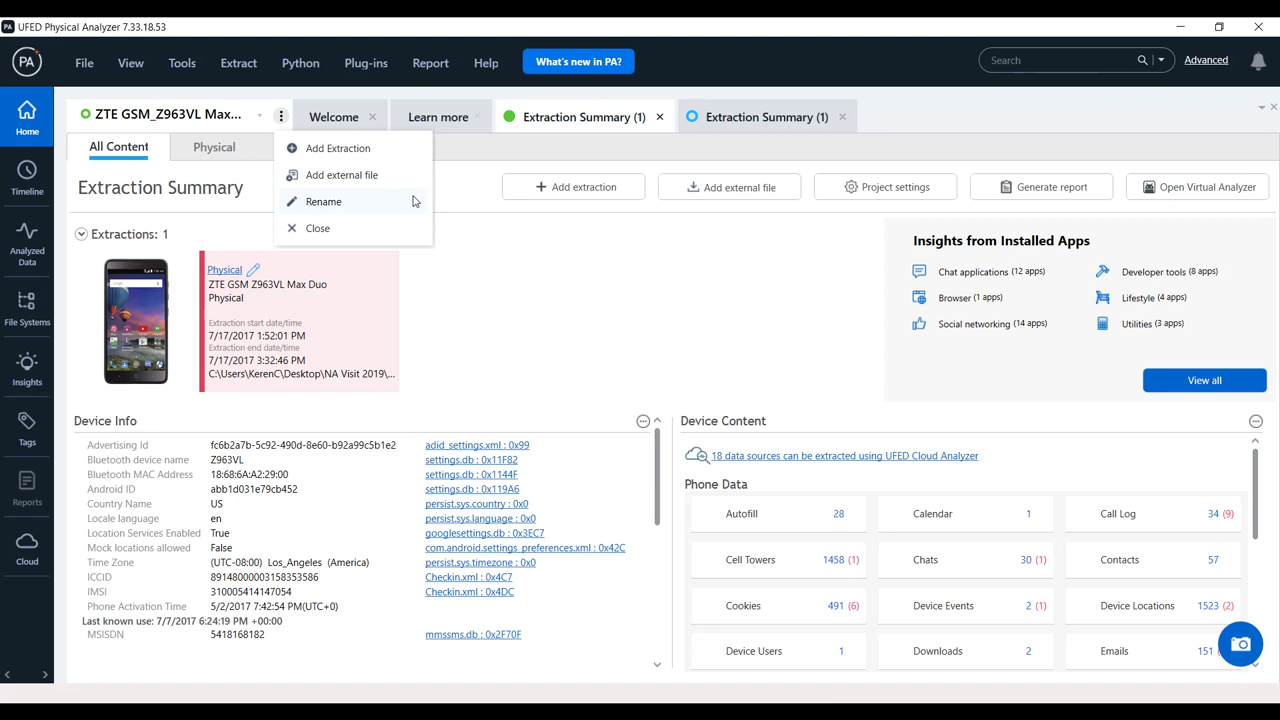 PA UFED Physical Analyzer 7.33.18.53
PA File View Tools Extract Python Plug-ins Report Help What's new in PA? Search Advanced
ZTE GSM_Z963VL Max... Welcome Learn more Extraction Summary (1) Extraction Summary (1)
Home
All Content Physical
Add Extraction
Add external file
Rename
Close
Extraction Summary
Add extraction Add external file Project settings Generate report Open Virtual Analyzer
Timeline
Analyzed
Data
File Systems
Insights
Tags
Reports
Cloud
Extractions: 1
Physical
ZTE GSM Z963VL Max Duo
Physical
Extraction start date/time
7/17/2017 1:52:01 PM
Extraction end date/time
7/17/2017 3:32:46 PM
C:\Users\KerenC\Desktop\NA Visit 2019\...
Insights from Installed Apps
Chat applications (12 apps) Developer tools (8 apps)
Browser (1 apps) Lifestyle (4 apps)
Social networking (14 apps) Utilities (3 apps)
View all
Device Info
Advertising Id fc6b2a7b-5c92-490d-8e60-b92a99c5b1e2 adid_settings.xml : 0x99
Bluetooth device name Z963VL settings.db : 0x11F82
Bluetooth MAC Address 18:68:6A:A2:29:00 settings.db : 0x1144F
Android ID abb1d031e79cb452 settings.db : 0x119A6
Country Name US persist.sys.country : 0x0
Locale language en persist.sys.language : 0x0
Location Services Enabled True googlesettings.db : 0x3EC7
Mock locations allowed False com.android.settings_preferences.xml : 0x42C
Time Zone (UTC-08:00) Los_Angeles (America) persist.sys.timezone : 0x0
ICCID 89148000003158353586 Checkin.xml : 0x4C7
IMSI 310005414147054 Checkin.xml : 0x4DC
Phone Activation Time 5/2/2017 7:42:54 PM(UTC+0)
Last known use: 7/7/2017 6:24:19 PM +00:00
MSISDN 5418168182 mmssms.db : 0x2F70F
Device Content
18 data sources can be extracted using UFED Cloud Analyzer
Phone Data
Autofill 28 Calendar 1 Call Log 34 (9)
Cell Towers 1458 (1) Chats 30 (1) Contacts 57
Cookies 491 (6) Device Events 2 (1) Device Locations 1523 (2)
Device Users 1 Downloads 2 Emails 151